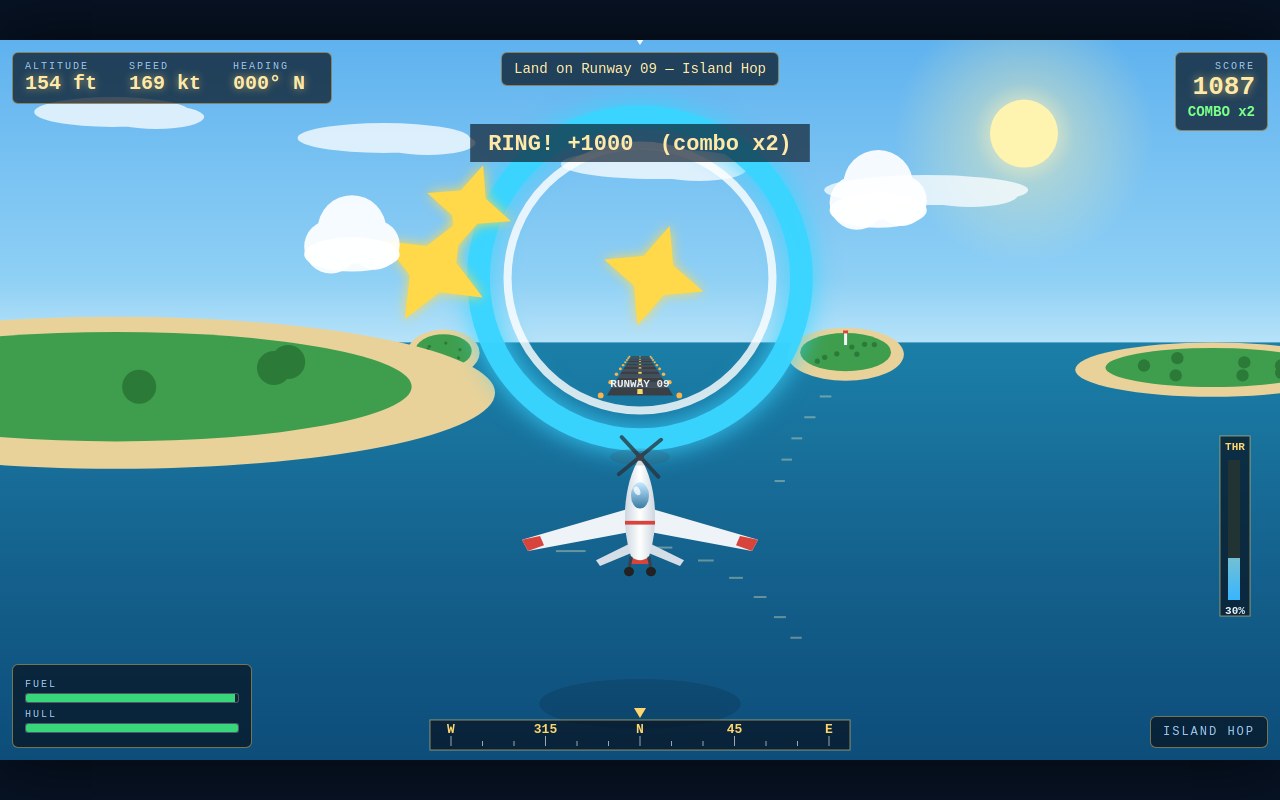 ALTITUDE SPEED HEADING
154 ft 169 kt 000° N
Land on Runway 09 — Island Hop
SCORE
1087
COMBO x2
RING! +1000 (combo x2)
RUNWAY 09
THR
30%
FUEL
HULL
W 315 N 45 E
ISLAND HOP